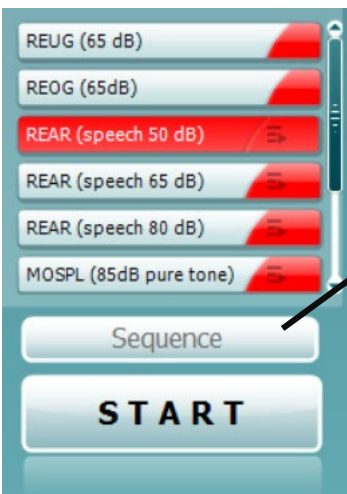 REUG (65 dB)
REOG (65dB)
REAR (speech 50 dB)
REAR (speech 65 dB)
REAR (speech 80 dB)
MOSPL (85dB pure tone)
Sequence
START